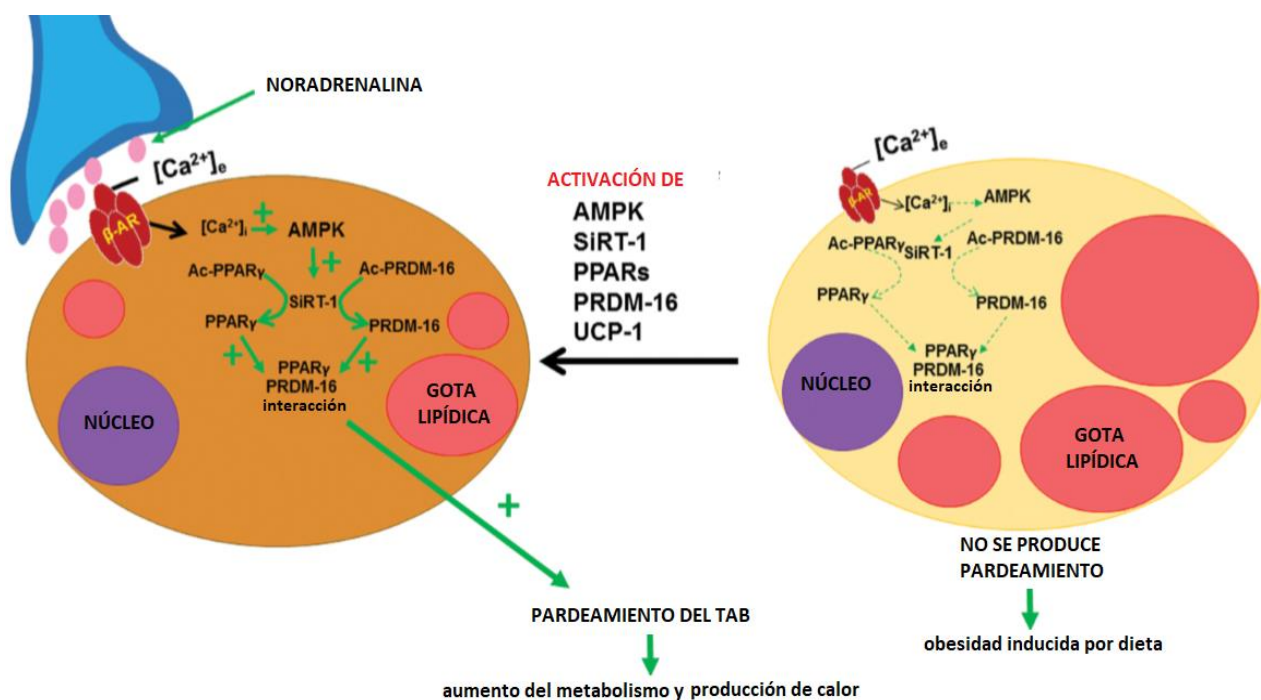 NORADRENALINA
[Ca²⁺]ₑ
β-AR
[Ca²⁺]ᵢ
+
AMPK
+
Ac-PPARγ
Ac-PRDM-16
SiRT-1
PPARγ
PRDM-16
+
+
PPARγ
PRDM-16
interacción
NÚCLEO
GOTA
LIPÍDICA
+
PARDEAMIENTO DEL TAB
aumento del metabolismo y producción de calor
ACTIVACIÓN DE
AMPK
SiRT-1
PPARs
PRDM-16
UCP-1
[Ca²⁺]ₑ
β-AR
[Ca²⁺]ᵢ
AMPK
Ac-PPARγ
SiRT-1
Ac-PRDM-16
PPARγ
PRDM-16
PPARγ
PRDM-16
interacción
NÚCLEO
GOTA
LIPÍDICA
NO SE PRODUCE
PARDEAMIENTO
obesidad inducida por dieta